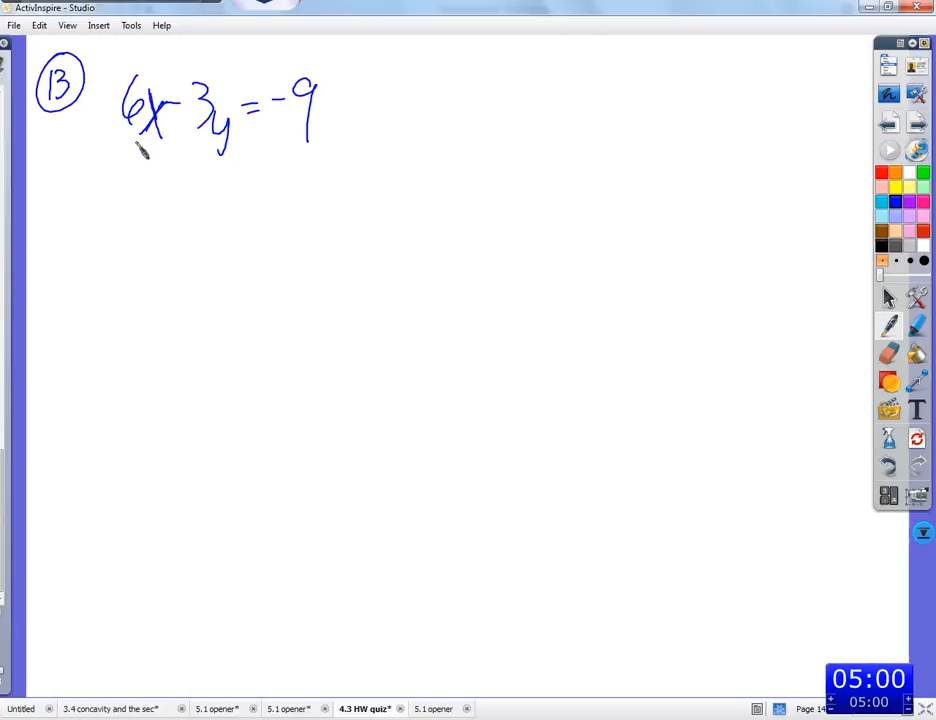 ActivInspire - Studio
File Edit View Insert Tools Help
13 6x - 3y = -9
05:00
05:00
Untitled 3.4 concavity and the sec* 5.1 opener* 5.1 opener* 4.3 HW quiz* 5.1 opener Page 14